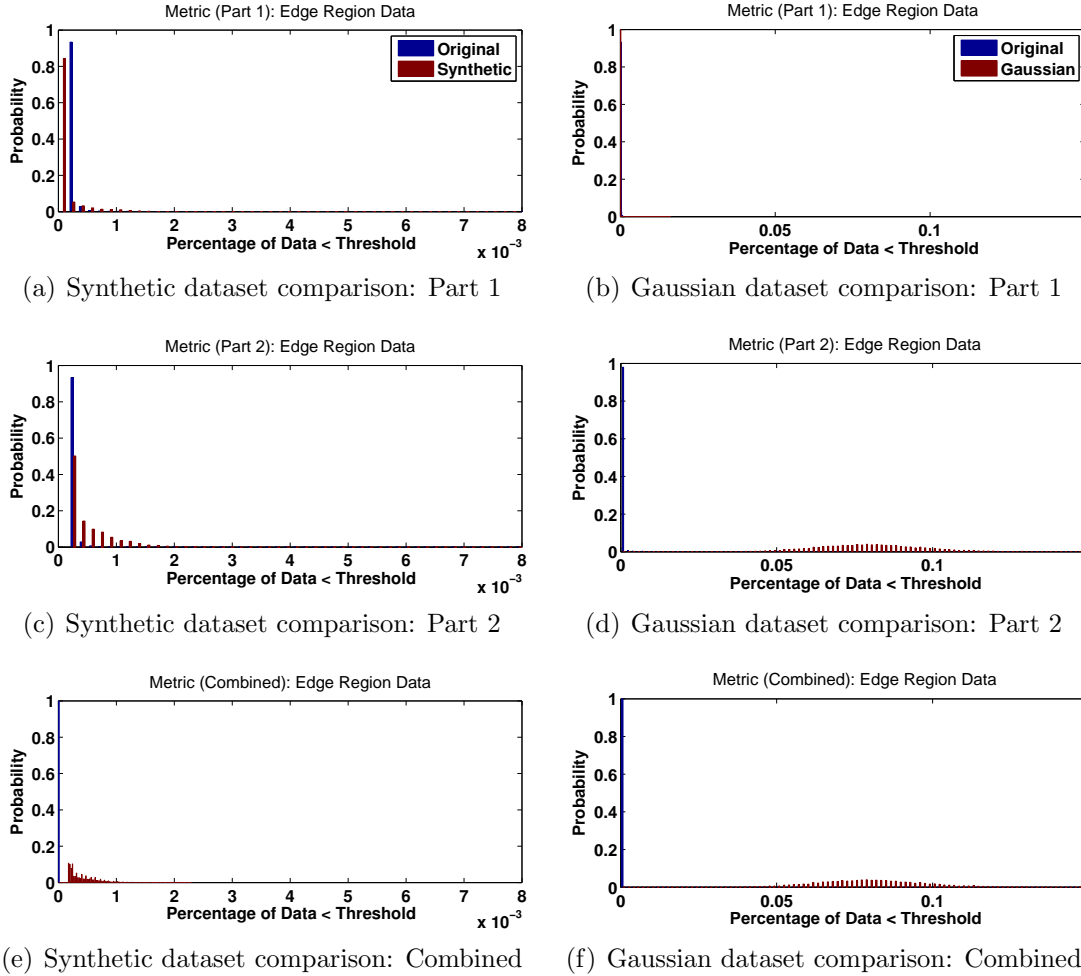 Metric (Part 1): Edge Region Data
1
0.8
0.6
0.4
0.2
0
Probability
Original
Synthetic
0 1 2 3 4 5 6 7 8
Percentage of Data < Threshold
x 10⁻³
(a) Synthetic dataset comparison: Part 1
Metric (Part 1): Edge Region Data
1
0.8
0.6
0.4
0.2
0
Probability
Original
Gaussian
0 0.05 0.1
Percentage of Data < Threshold
(b) Gaussian dataset comparison: Part 1
Metric (Part 2): Edge Region Data
1
0.8
0.6
0.4
0.2
0
Probability
0 1 2 3 4 5 6 7 8
Percentage of Data < Threshold
x 10⁻³
(c) Synthetic dataset comparison: Part 2
Metric (Part 2): Edge Region Data
1
0.8
0.6
0.4
0.2
0
Probability
0 0.05 0.1
Percentage of Data < Threshold
(d) Gaussian dataset comparison: Part 2
Metric (Combined): Edge Region Data
1
0.8
0.6
0.4
0.2
0
Probability
0 1 2 3 4 5 6 7 8
Percentage of Data < Threshold
x 10⁻³
(e) Synthetic dataset comparison: Combined
Metric (Combined): Edge Region Data
1
0.8
0.6
0.4
0.2
0
Probability
0 0.05 0.1
Percentage of Data < Threshold
(f) Gaussian dataset comparison: Combined